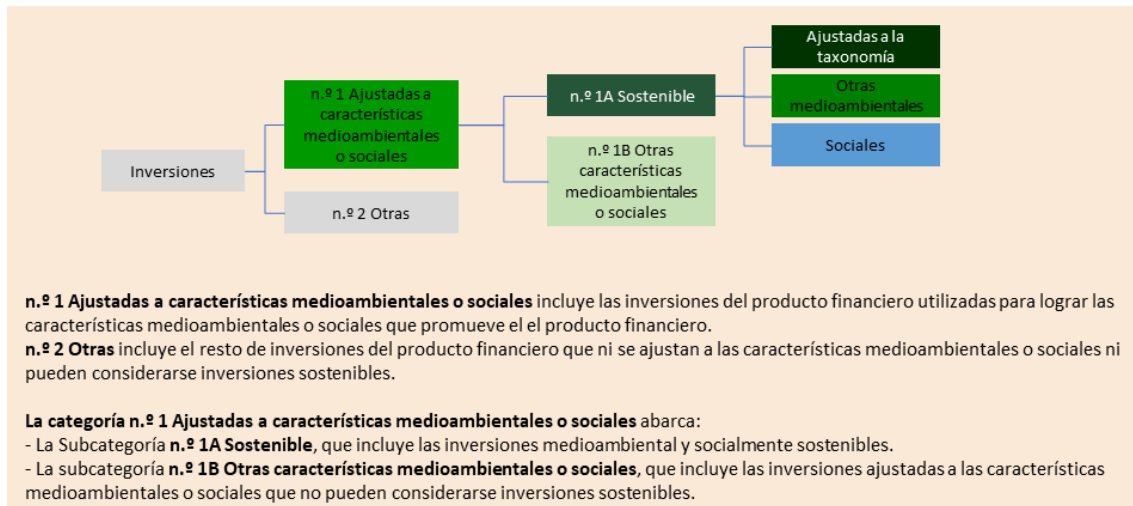 Ajustadas a la
taxonomía
n.º 1 Ajustadas a
características
medioambientales
o sociales
n.º 1A Sostenible
Otras
medioambientales
Sociales
Inversiones
n.º 1B Otras
características
medioambientales
o sociales
n.º 2 Otras
n.º 1 Ajustadas a características medioambientales o sociales incluye las inversiones del producto financiero utilizadas para lograr las
características medioambientales o sociales que promueve el el producto financiero.
n.º 2 Otras incluye el resto de inversiones del producto financiero que ni se ajustan a las características medioambientales o sociales ni
pueden considerarse inversiones sostenibles.
La categoría n.º 1 Ajustadas a características medioambientales o sociales abarca:
- La Subcategoría n.º 1A Sostenible, que incluye las inversiones medioambiental y socialmente sostenibles.
- La subcategoría n.º 1B Otras características medioambientales o sociales, que incluye las inversiones ajustadas a las características
medioambientales o sociales que no pueden considerarse inversiones sostenibles.